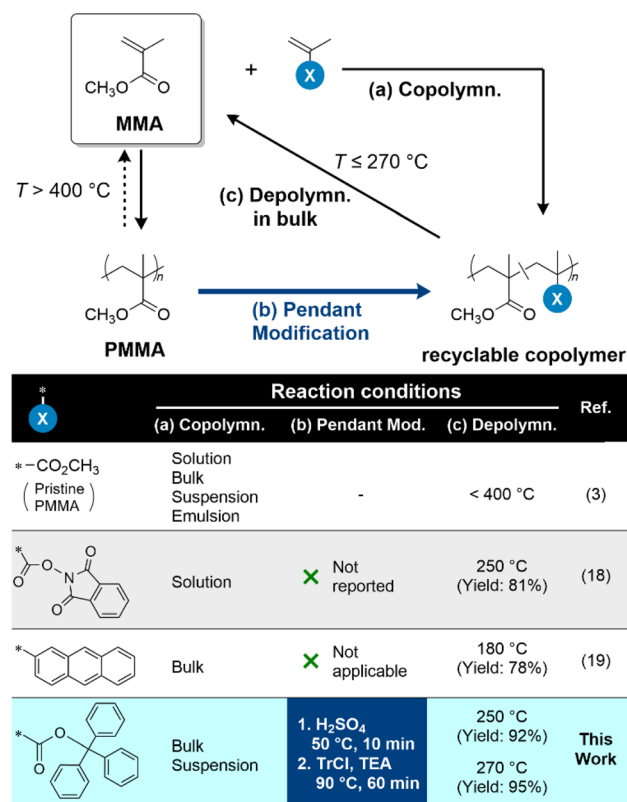 +
X
(a) Copolymn.
CH₃O
O
MMA
T > 400 °C
T ≤ 270 °C
(c) Depolymn.
in bulk
n
CH₃O
O
PMMA
(b) Pendant
Modification
n
CH₃O
O
X
recyclable copolymer
*
X
Reaction conditions
Ref.
(a) Copolymn.
(b) Pendant Mod.
(c) Depolymn.
*–CO₂CH₃
( Pristine
PMMA )
Solution
Bulk
Suspension
Emulsion
-
< 400 °C
(3)
*
O
O
O
N
O
Solution
× Not
reported
250 °C
(Yield: 81%)
(18)
*
Bulk
× Not
applicable
180 °C
(Yield: 78%)
(19)
*
O
O
Bulk
Suspension
1. H₂SO₄
50 °C, 10 min
2. TrCl, TEA
90 °C, 60 min
250 °C
(Yield: 92%)
270 °C
(Yield: 95%)
This
Work